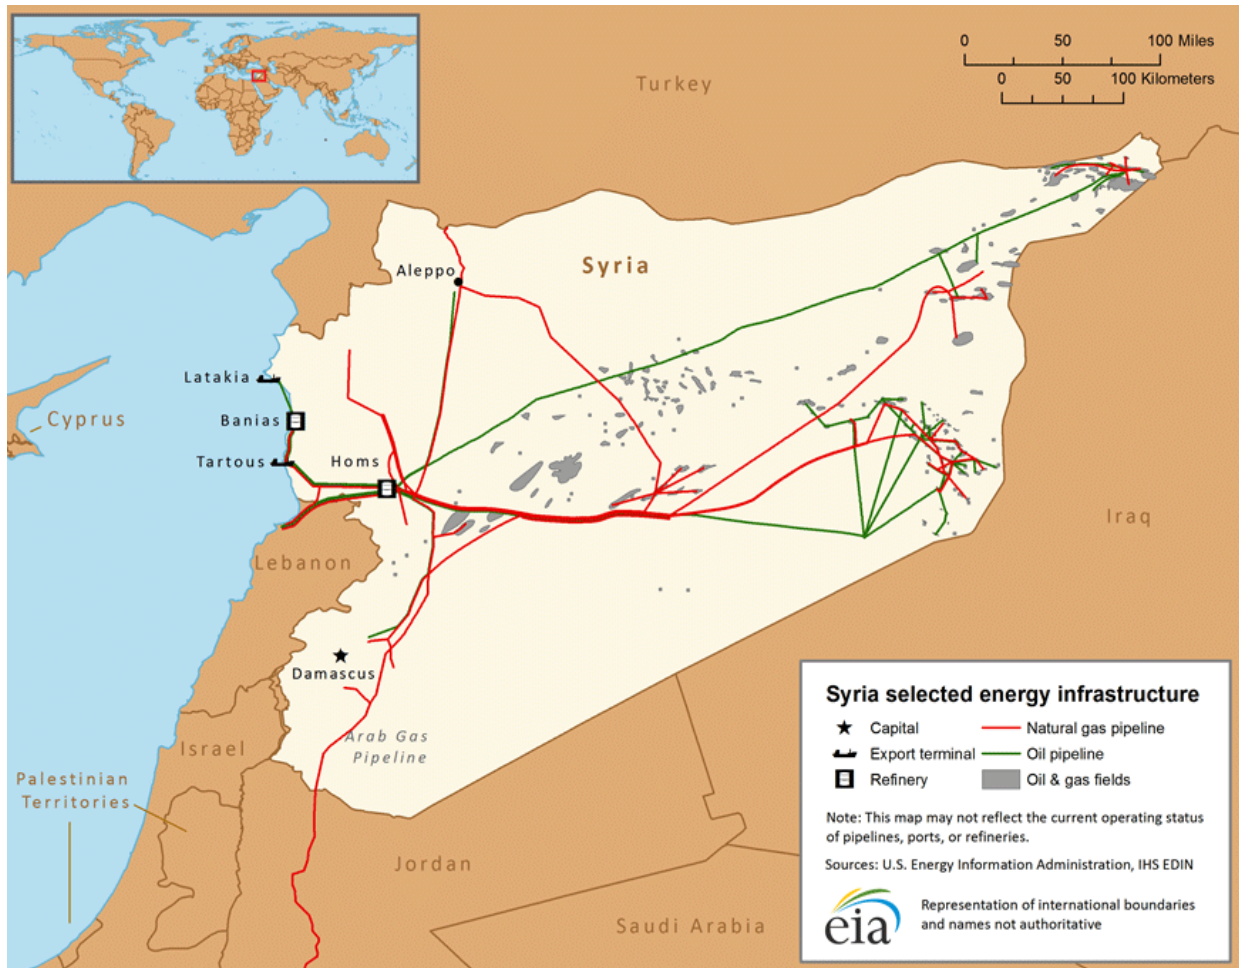 0 50 100 Miles
0 50 100 Kilometers
Turkey
Syria
Aleppo
Latakia
Banias
Cyprus
Tartous
Homs
Iraq
Lebanon
Damascus
Arab Gas
Pipeline
Israel
Palestinian
Territories
Jordan
Saudi Arabia
Syria selected energy infrastructure
Capital
Natural gas pipeline
Export terminal
Oil pipeline
Refinery
Oil & gas fields
Note: This map may not reflect the current operating status
of pipelines, ports, or refineries.
Sources: U.S. Energy Information Administration, IHS EDIN
eia
Representation of international boundaries
and names not authoritative